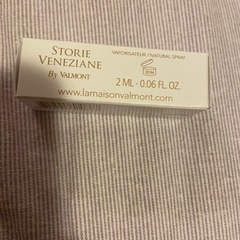 STORIE
VENEZIANE
BY VALMONT
VAPORISATEUR / NATURAL SPRAY
2 ML - 0.06 FL. OZ.
www.lamaisonvalmont.com